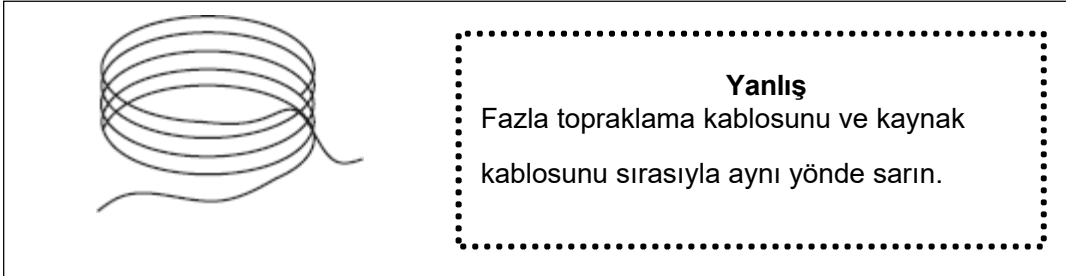 Yanlış
Fazla topraklama kablosunu ve kaynak
kablosunu sırasıyla aynı yönde sarın.